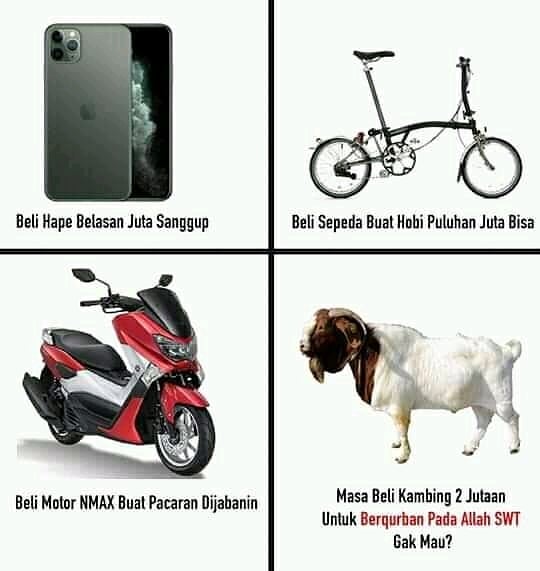 Beli Hape Belasan Juta Sanggup
Beli Sepeda Buat Hobi Puluhan Juta Bisa
Beli Motor NMAX Buat Pacaran Dijabanin
Masa Beli Kambing 2 Jutaan
Untuk Berqurban Pada Allah SWT
Gak Mau?